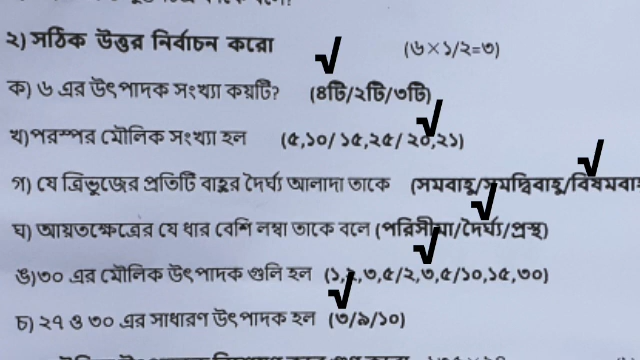 ২) সঠিক উত্তর নির্বাচন করো (৬×১/২=৩)
ক) ৬ এর উৎপাদক সংখ্যা কয়টি? (৪টি/২টি/৩টি)
খ)পরস্পর মৌলিক সংখ্যা হল (৫,১০/ ১৫,২৫/ ২০,২১)
গ) যে ত্রিভুজের প্রতিটি বাহুর দৈর্ঘ্য আলাদা তাকে (সমবাহু/সমদ্বিবাহু/বিষমবা
ঘ) আয়তক্ষেত্রের যে ধার বেশি লম্বা তাকে বলে (পরিসীমা/দৈর্ঘ্য/প্রস্থ)
ঙ)৩০ এর মৌলিক উৎপাদক গুলি হল (১,২,৩,৫/২,৩,৫/১০,১৫,৩০)
চ) ২৭ ও ৩০ এর সাধারণ উৎপাদক হল (৩/৯/১০)